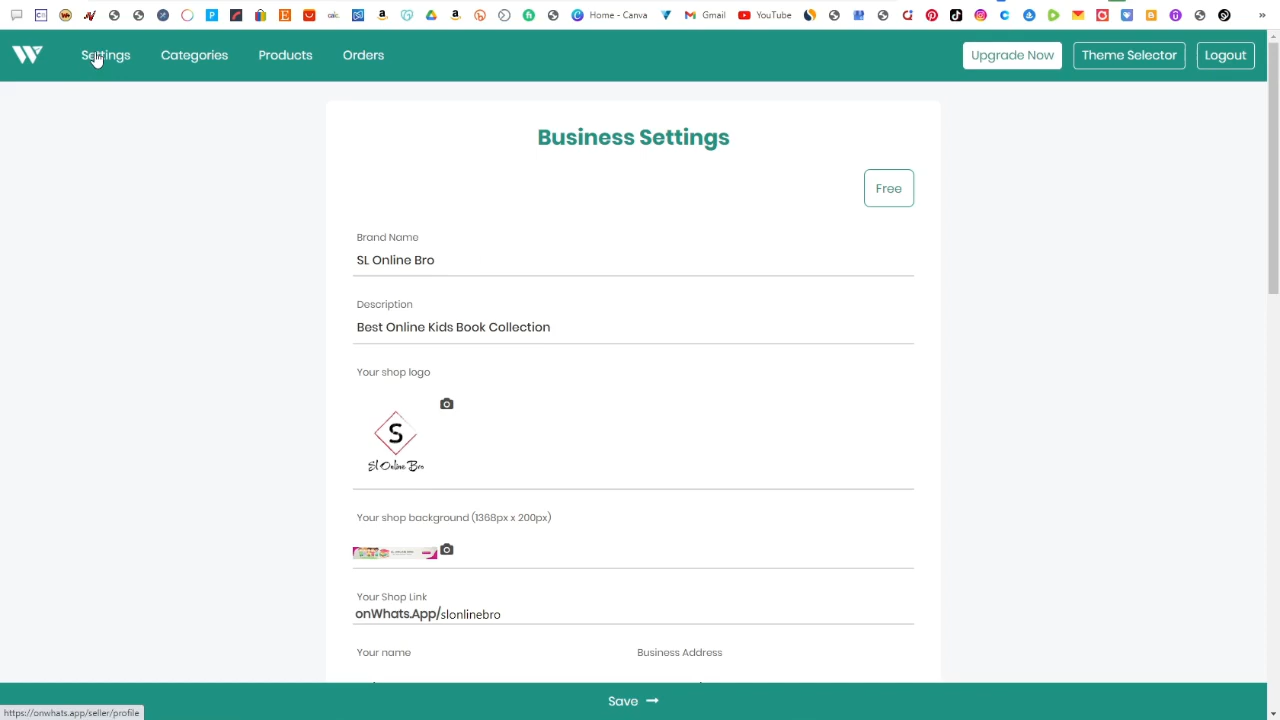 Home - Canva
Gmail
YouTube
»
Settings
Categories
Products
Orders
Upgrade Now
Theme Selector
Logout
Business Settings
Free
Brand Name
SL Online Bro
Description
Best Online Kids Book Collection
Your shop logo
S
Sl Online Bro
Your shop background (1368px x 200px)
Your Shop Link
onWhats.App/slonlinebro
Your name
Business Address
Save →
https://onwhats.app/seller/profile